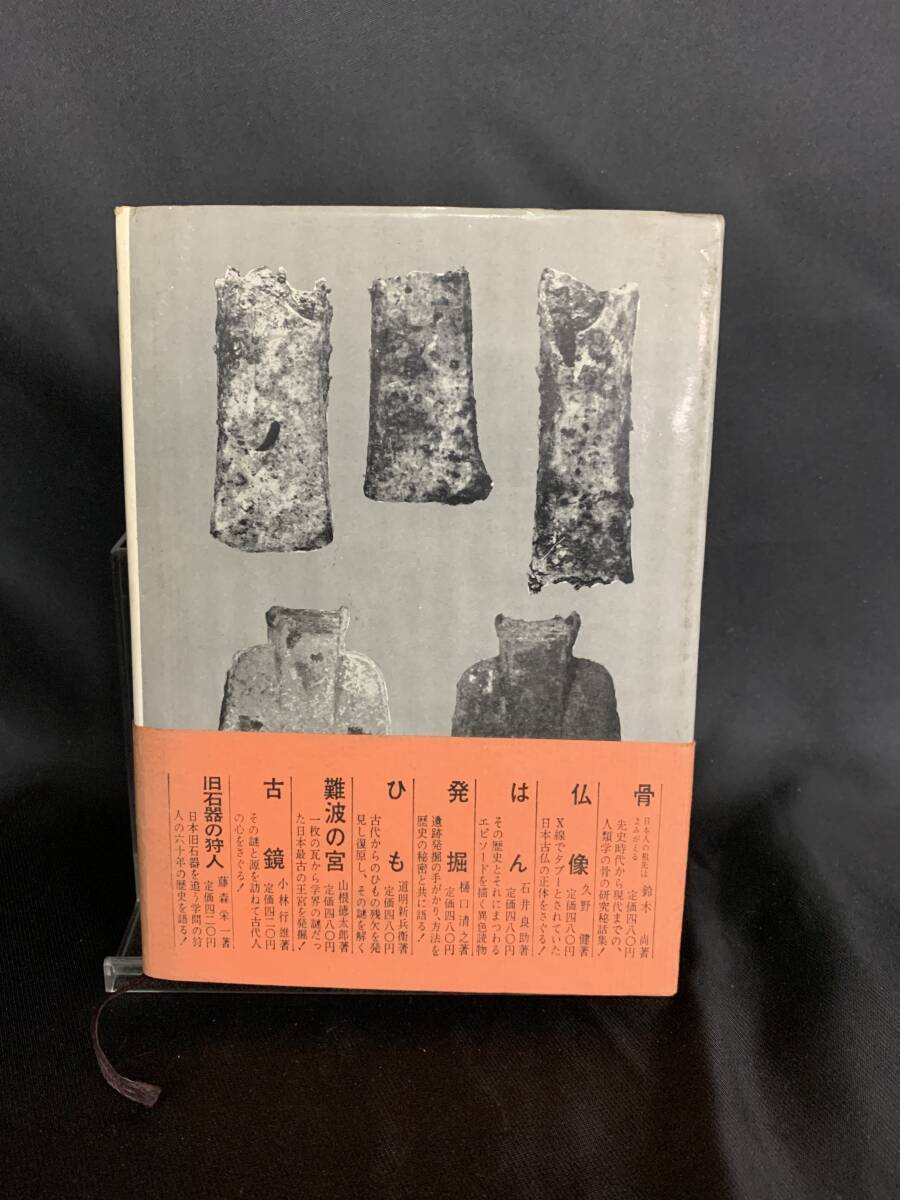 骨
日本人の祖先は
よみがえる
鈴木 尚著
定価四八〇円
先史時代から現代までの、
人類学の骨の研究秘話集!
仏像
久野 健著
定価四八〇円
X線でタブーとされていた
日本古仏の正体をさぐる!
はん
石井良助著
定価四八〇円
その歴史とそれにまつわる
エピソードを描く異色読物
発掘
樋口清之著
定価四八〇円
遺跡発掘の手がかり、方法を
歴史の秘密と共に語る!
ひも
道明新兵衛著
定価四八〇円
古代からのひもの残欠を発
見し復原し、その謎を解く
難波の宮
山根徳太郎著
定価四八〇円
一枚の瓦から学界の謎だっ
た日本最古の王宮を発掘!
古鏡
小林行雄著
定価四二〇円
その謎と源を訪ねて古代人
の心をさぐる!
旧石器の狩人
藤森栄一著
定価四二〇円
日本旧石器を追う学問の狩
人の六十年の歴史を語る!